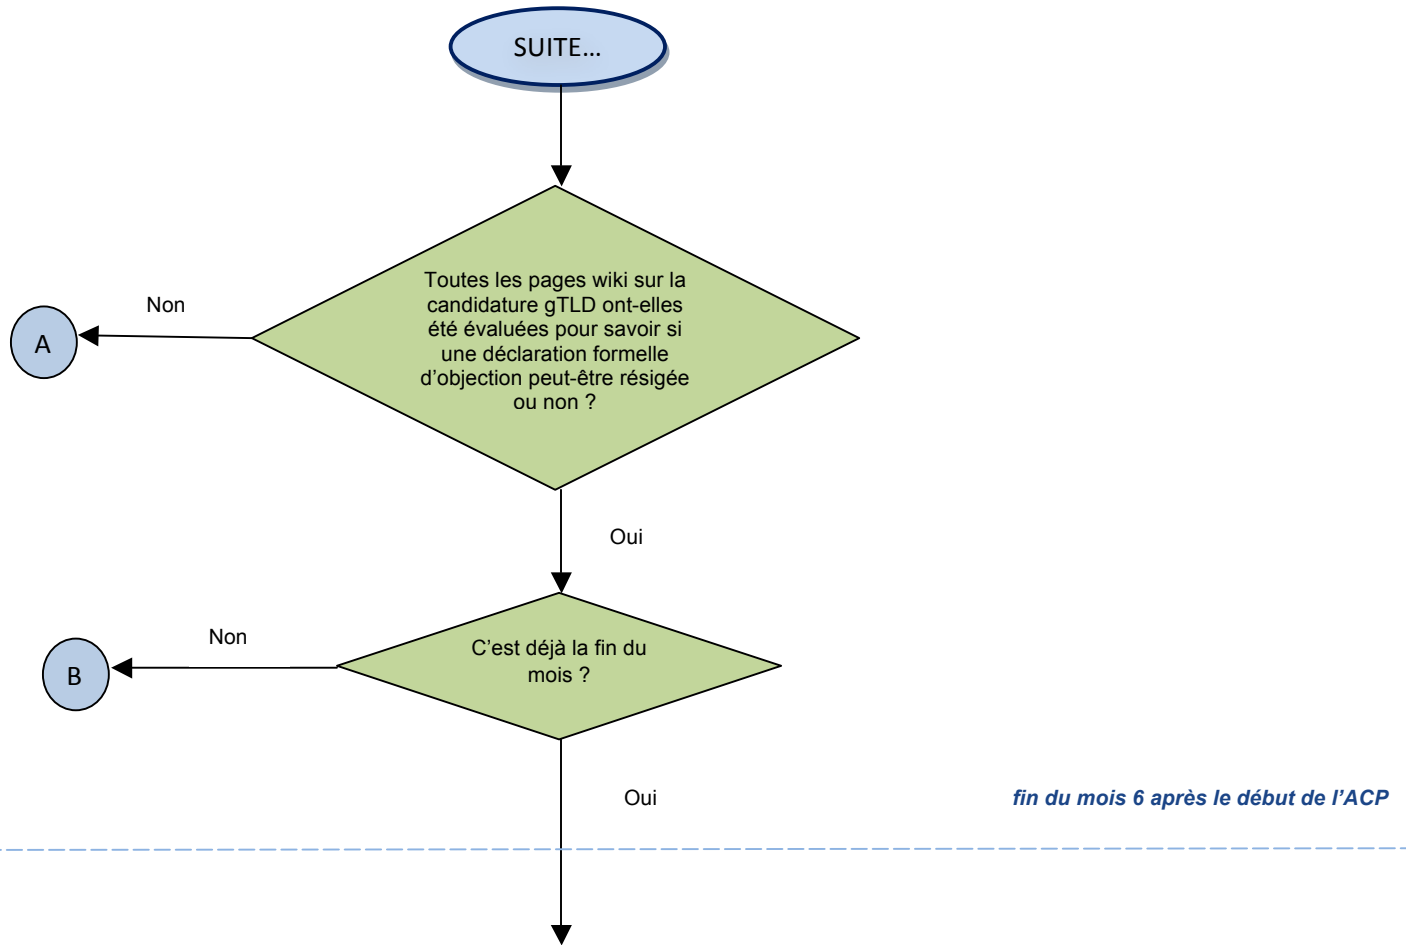 SUITE...
Toutes les pages wiki sur la
candidature gTLD ont-elles
été évaluées pour savoir si
une déclaration formelle
d’objection peut-être résigée
ou non ?
Non
A
Oui
C’est déjà la fin du
mois ?
Non
B
Oui
fin du mois 6 après le début de l’ACP